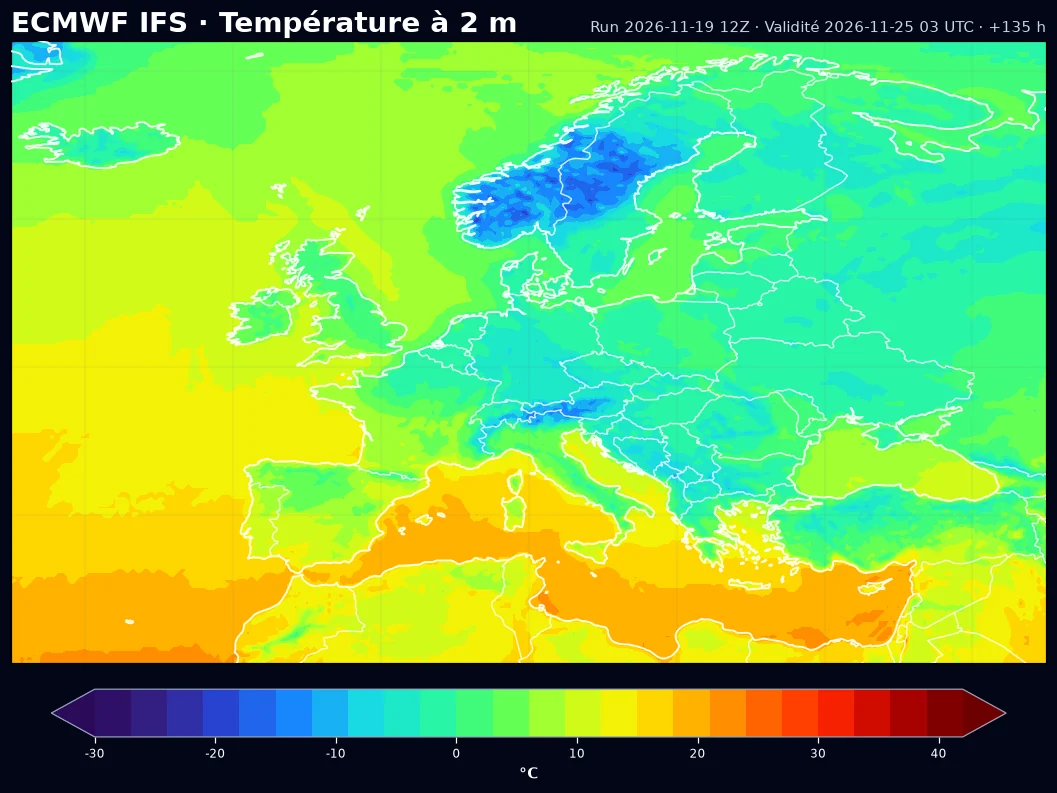 ECMWF IFS · Température à 2 m
Run 2026-11-19 12Z · Validité 2026-11-25 03 UTC · +135 h
-30 -20 -10 0 10 20 30 40
°C